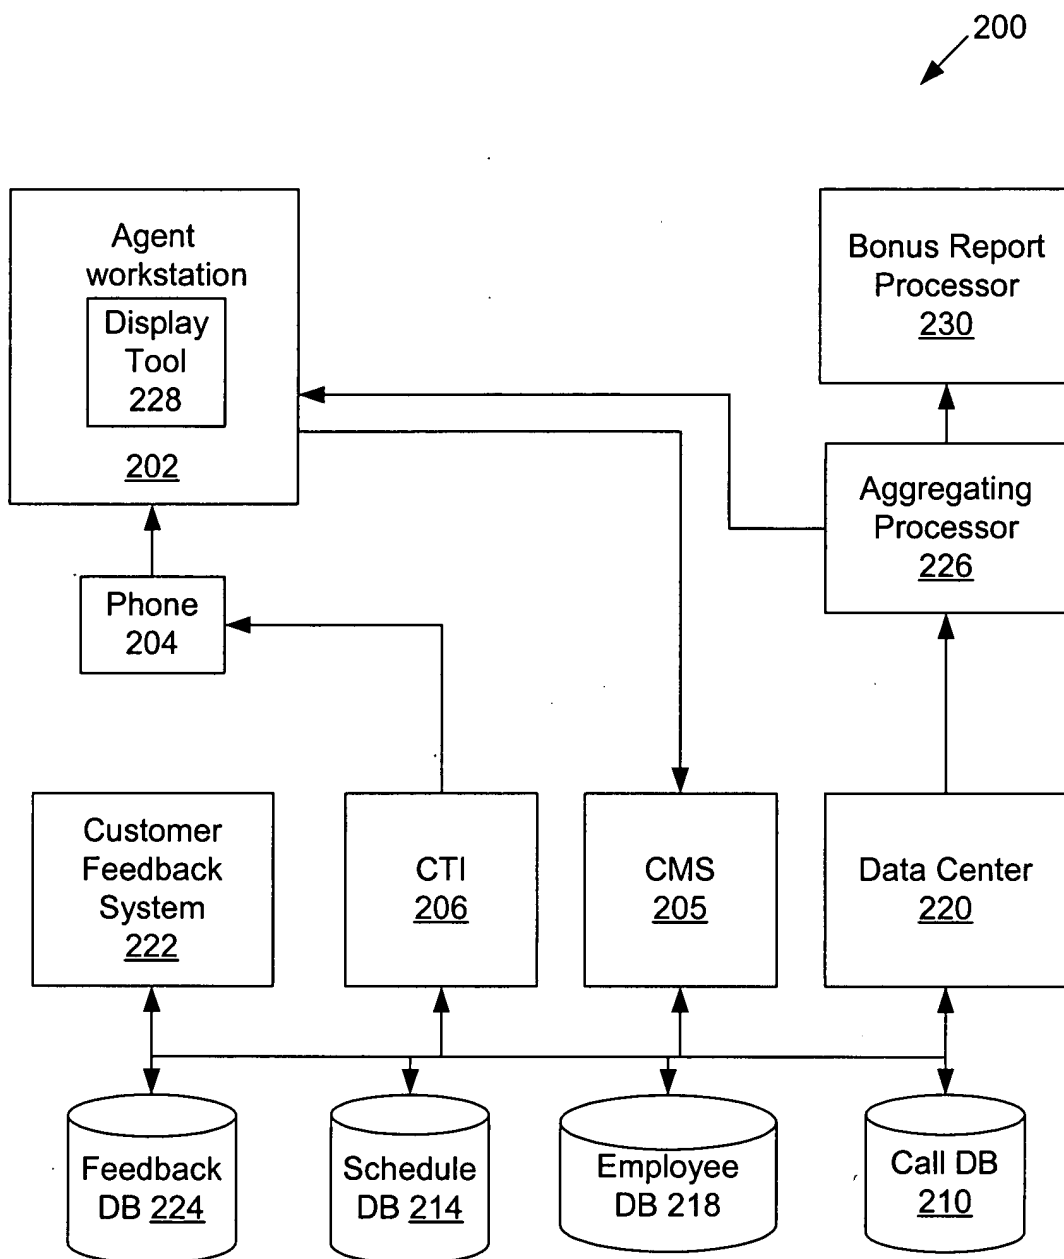 200
Agent
workstation
Display
Tool
228
202
Bonus Report
Processor
230
Aggregating
Processor
226
Phone
204
Customer
Feedback
System
222
CTI
206
CMS
205
Data Center
220
Feedback
DB 224
Schedule
DB 214
Employee
DB 218
Call DB
210